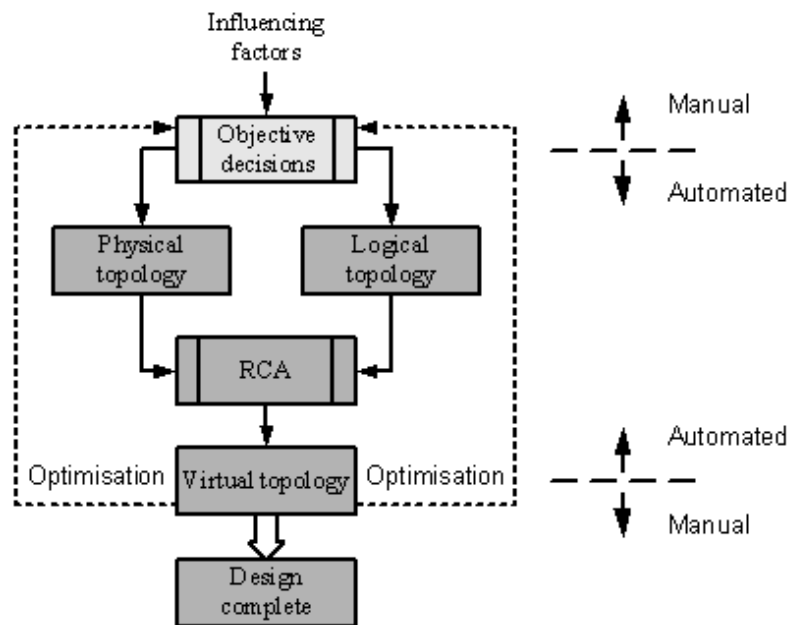 Influencing
factors
Manual
Objective
decisions
Automated
Physical
topology
Logical
topology
RCA
Automated
Optimisation
Virtual topology
Optimisation
Manual
Design
complete